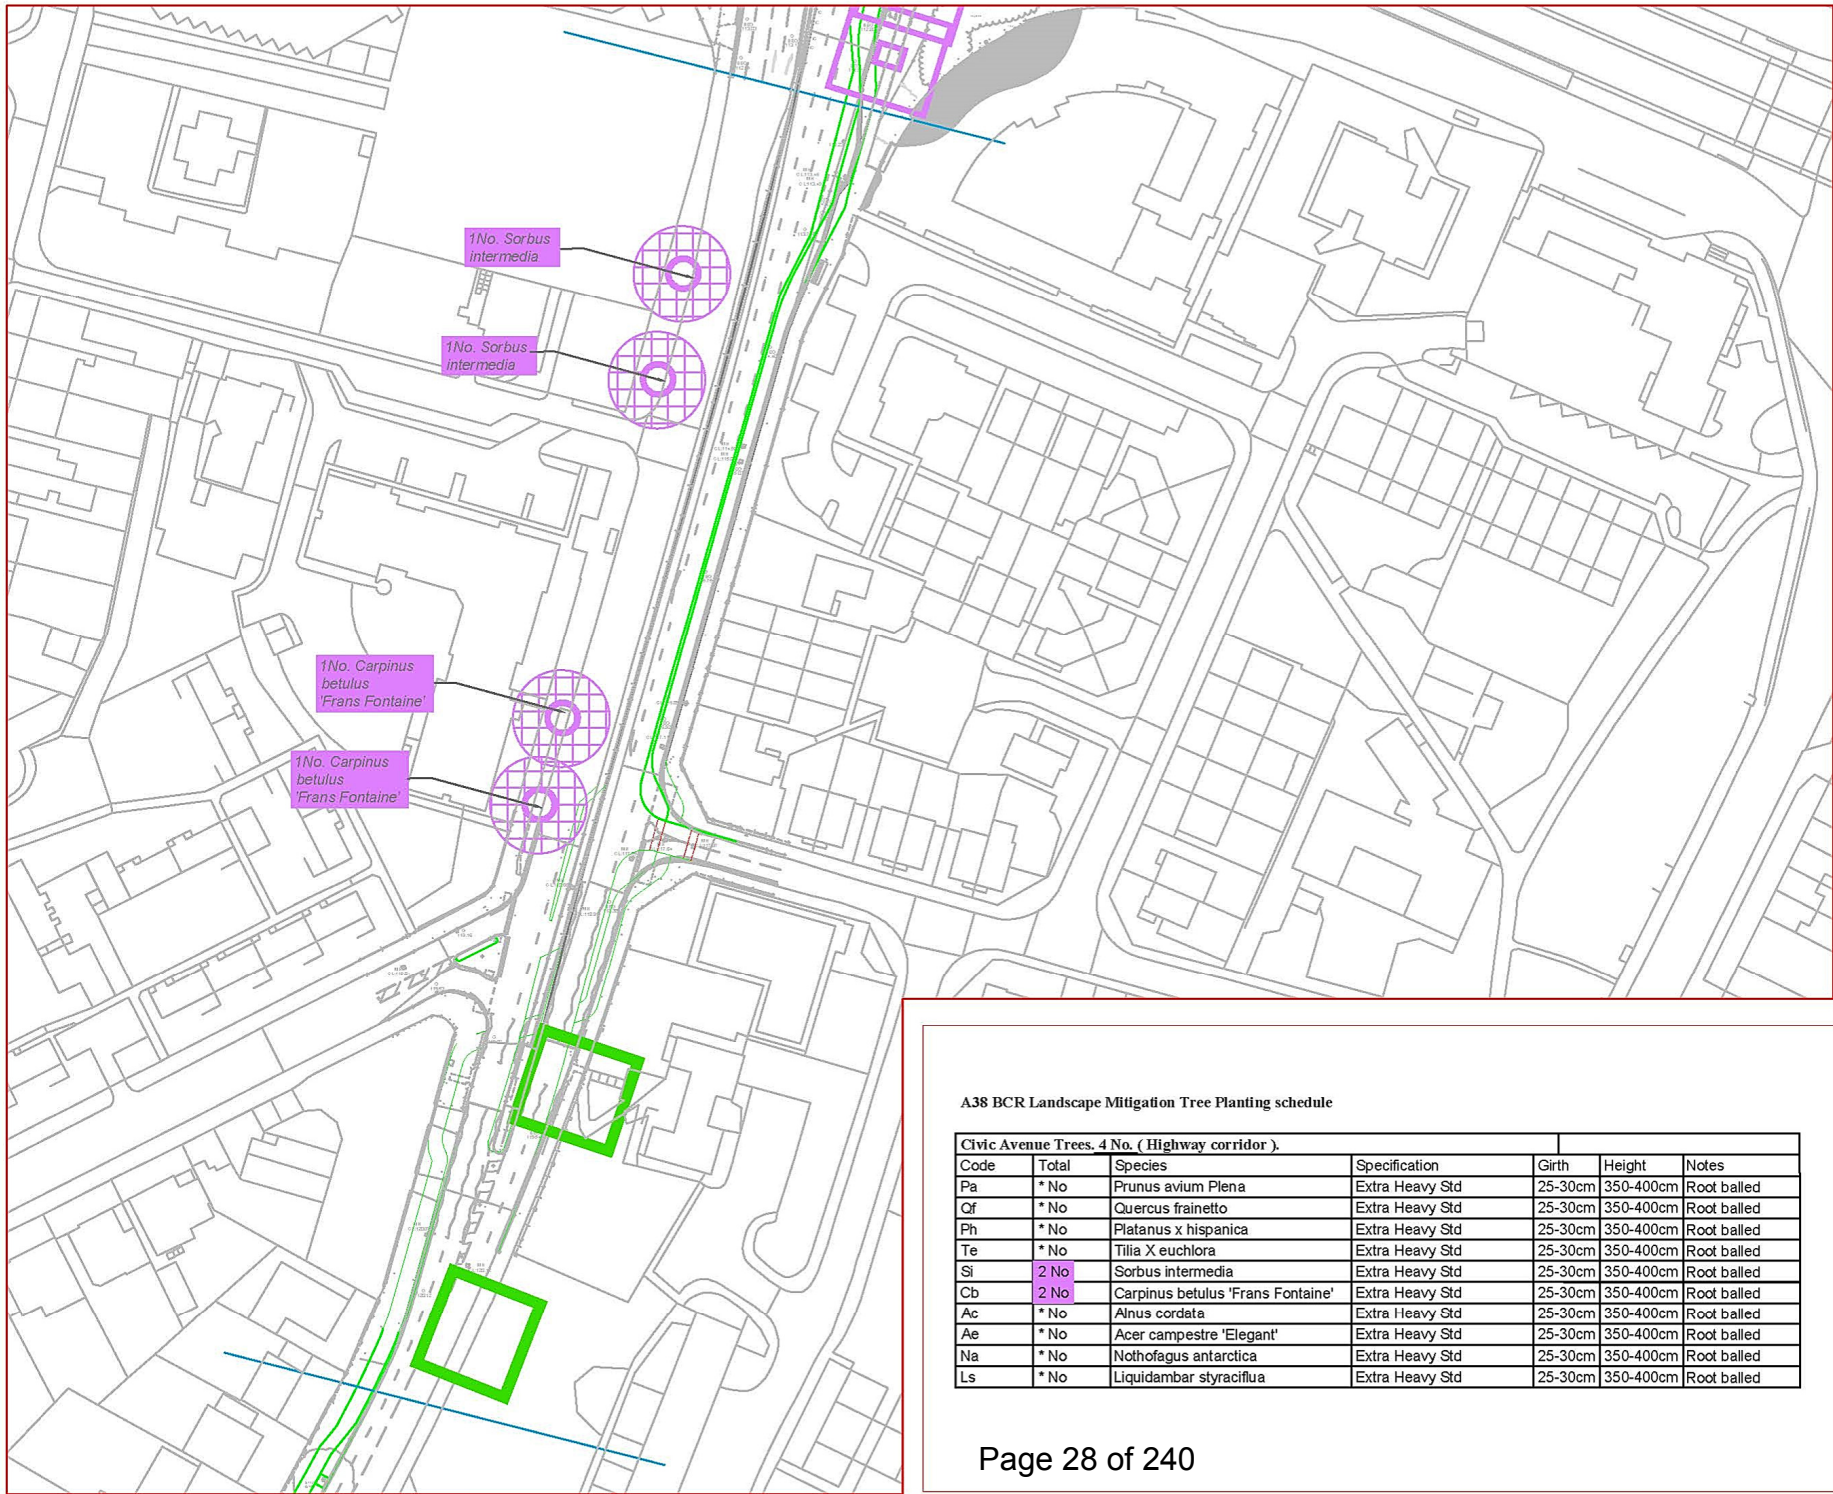 1No. Sorbus
intermedia
1No. Sorbus
intermedia
1No. Carpinus
betulus
'Frans Fontaine'
1No. Carpinus
betulus
'Frans Fontaine'
A38 BCR Landscape Mitigation Tree Planting schedule
Civic Avenue Trees. 4 No. ( Highway corridor ).
Code Total Species Specification Girth Height Notes
Pa * No Prunus avium Plena Extra Heavy Std 25-30cm 350-400cm Root balled
Qf * No Quercus frainetto Extra Heavy Std 25-30cm 350-400cm Root balled
Ph * No Platanus x hispanica Extra Heavy Std 25-30cm 350-400cm Root balled
Te * No Tilia X euchlora Extra Heavy Std 25-30cm 350-400cm Root balled
Si 2 No Sorbus intermedia Extra Heavy Std 25-30cm 350-400cm Root balled
Cb 2 No Carpinus betulus 'Frans Fontaine' Extra Heavy Std 25-30cm 350-400cm Root balled
Ac * No Alnus cordata Extra Heavy Std 25-30cm 350-400cm Root balled
Ae * No Acer campestre 'Elegant' Extra Heavy Std 25-30cm 350-400cm Root balled
Na * No Nothofagus antarctica Extra Heavy Std 25-30cm 350-400cm Root balled
Ls * No Liquidambar styraciflua Extra Heavy Std 25-30cm 350-400cm Root balled
Page 28 of 240